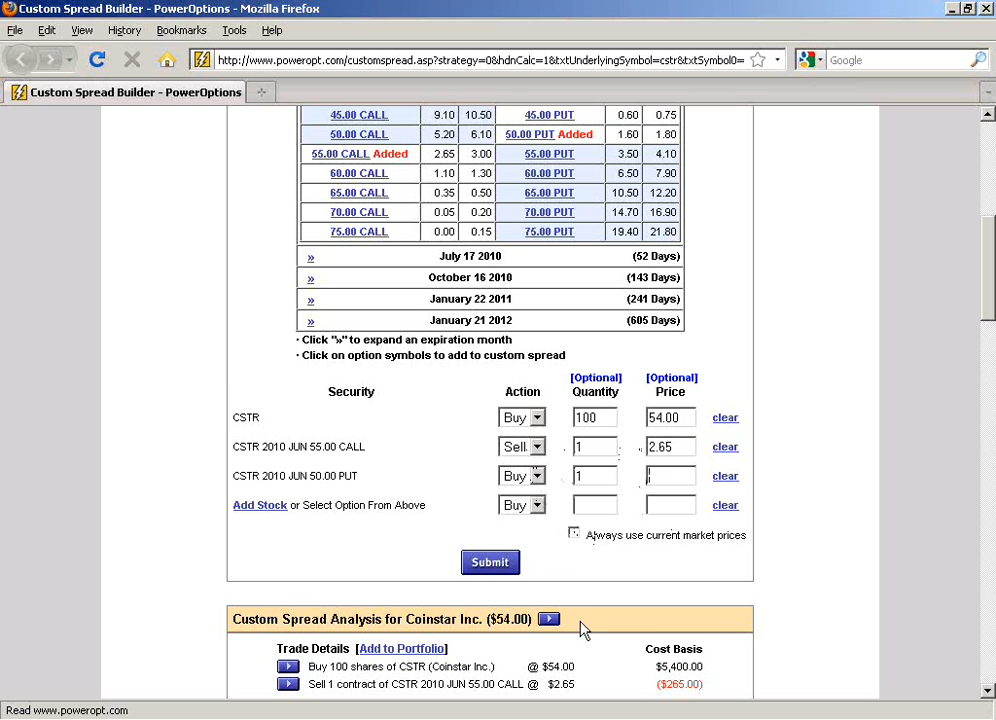 Custom Spread Builder - PowerOptions - Mozilla Firefox
File Edit View History Bookmarks Tools Help
http://www.poweropt.com/customspread.asp?strategy=0&hdnCalc=1&txtUnderlyingSymbol=cstr&txtSymbol0= Google
Custom Spread Builder - PowerOptions
45.00 CALL 9.10 10.50 45.00 PUT 0.60 0.75
50.00 CALL 5.20 6.10 50.00 PUT Added 1.60 1.80
55.00 CALL Added 2.65 3.00 55.00 PUT 3.50 4.10
60.00 CALL 1.10 1.30 60.00 PUT 6.50 7.90
65.00 CALL 0.35 0.50 65.00 PUT 10.50 12.20
70.00 CALL 0.05 0.20 70.00 PUT 14.70 16.90
75.00 CALL 0.00 0.15 75.00 PUT 19.40 21.80
» July 17 2010 (52 Days)
» October 16 2010 (143 Days)
» January 22 2011 (241 Days)
» January 21 2012 (605 Days)
· Click "»" to expand an expiration month
· Click on option symbols to add to custom spread
[Optional] [Optional]
Security Action Quantity Price
CSTR Buy 100 54.00 clear
CSTR 2010 JUN 55.00 CALL Sell 1 2.65 clear
CSTR 2010 JUN 50.00 PUT Buy 1 clear
Add Stock or Select Option From Above Buy clear
Always use current market prices
Submit
Custom Spread Analysis for Coinstar Inc. ($54.00)
Trade Details [Add to Portfolio] Cost Basis
Buy 100 shares of CSTR (Coinstar Inc.) @ $54.00 $5,400.00
Sell 1 contract of CSTR 2010 JUN 55.00 CALL @ $2.65 ($265.00)
Read www.poweropt.com